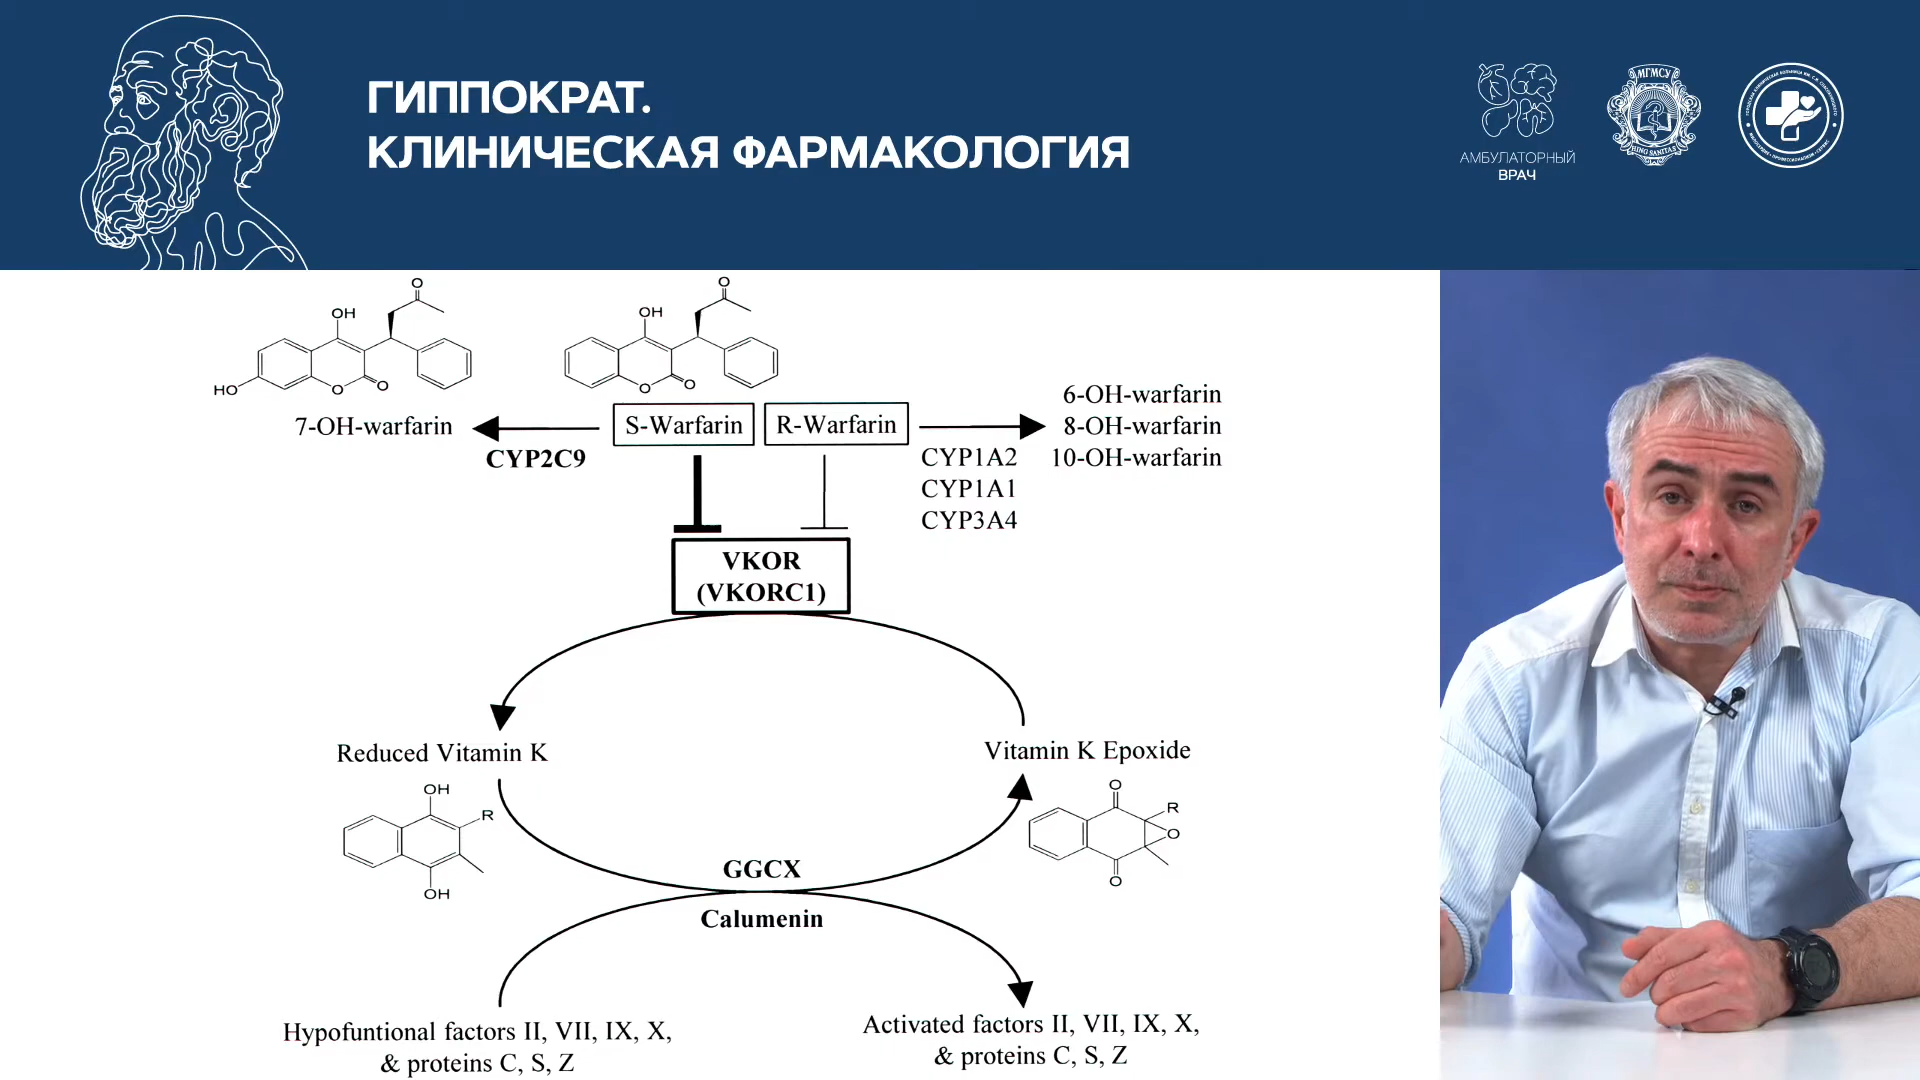 ГИППОКРАТ.
КЛИНИЧЕСКАЯ ФАРМАКОЛОГИЯ
АМБУЛАТОРНЫЙ
ВРАЧ
МГМСУ
O
OH
HO
O
O
7-OH-warfarin
CYP2C9
O
OH
O
O
S-Warfarin
R-Warfarin
6-OH-warfarin
8-OH-warfarin
10-OH-warfarin
CYP1A2
CYP1A1
CYP3A4
VKOR
(VKORC1)
Reduced Vitamin K
OH
R
OH
Vitamin K Epoxide
O
R
O
O
GGCX
Calumenin
Hypofuntional factors II, VII, IX, X,
& proteins C, S, Z
Activated factors II, VII, IX, X,
& proteins C, S, Z